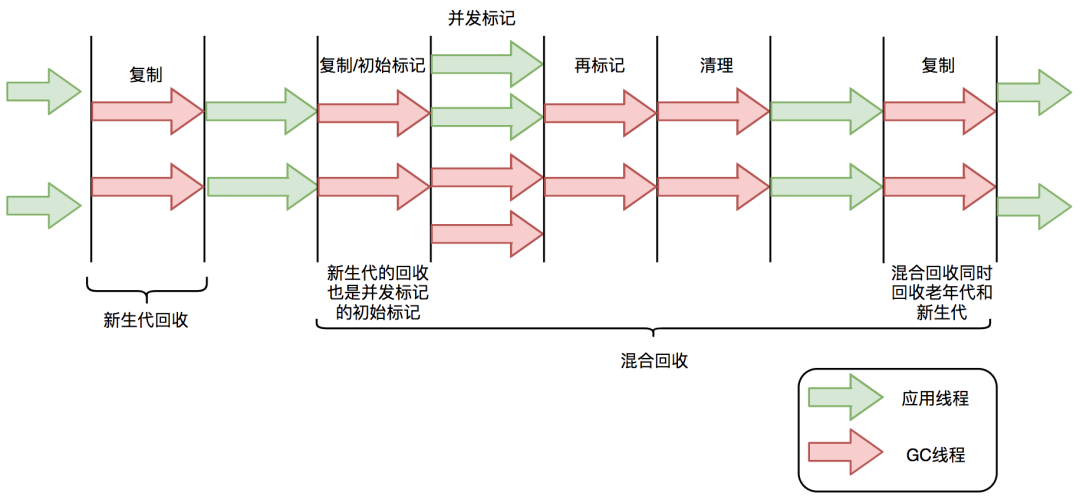 并发标记
复制
复制/初始标记
再标记
清理
复制
新生代的回收
也是并发标记
的初始标记
混合回收同时
回收老年代和
新生代
新生代回收
混合回收
应用线程
GC线程